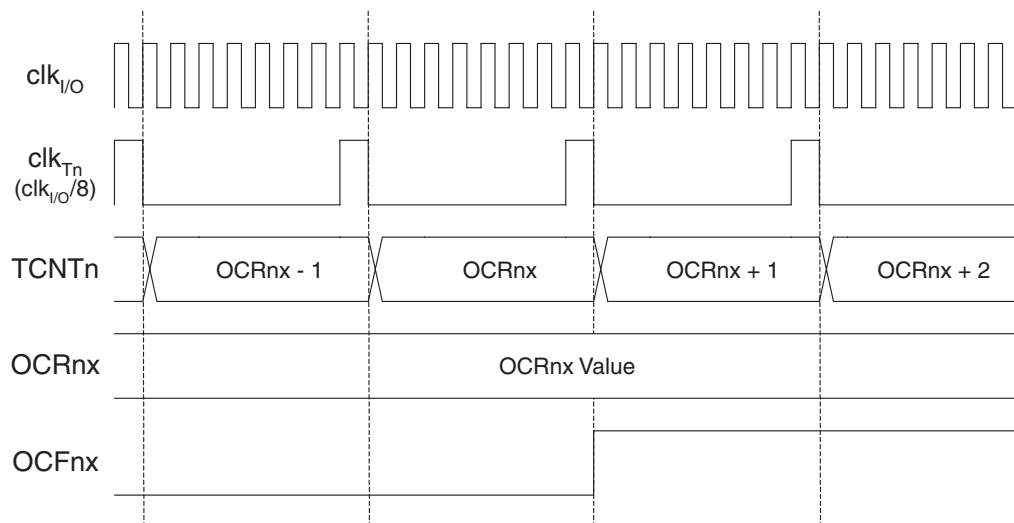 clkI/O
clkTn
(clkI/O/8)
TCNTn
OCRnx - 1
OCRnx
OCRnx + 1
OCRnx + 2
OCRnx
OCRnx Value
OCFnx